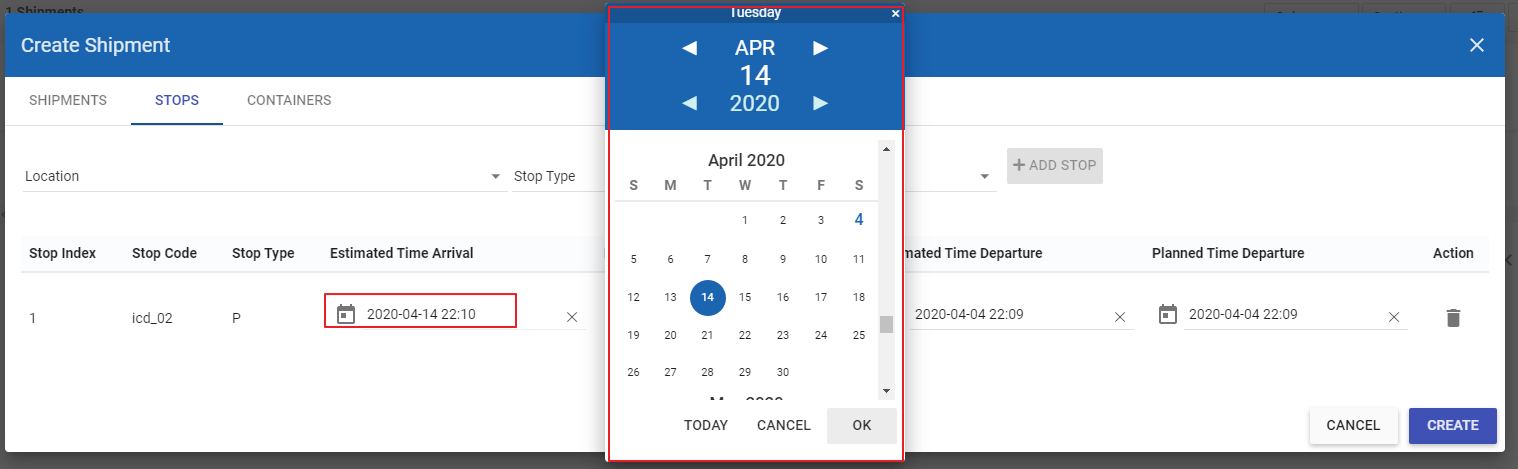 1 Shipments
Create Shipment
SHIPMENTS STOPS CONTAINERS
Location
Stop Type
+ ADD STOP
Stop Index Stop Code Stop Type Estimated Time Arrival
mated Time Departure Planned Time Departure Action
1 icd_02 P 2020-04-14 22:10
2020-04-04 22:09 2020-04-04 22:09
Tuesday ×
◀ APR ▶
14
◀ 2020 ▶
April 2020
S M T W T F S
1 2 3 4
5 6 7 8 9 10 11
12 13 14 15 16 17 18
19 20 21 22 23 24 25
26 27 28 29 30
TODAY CANCEL OK
CANCEL CREATE